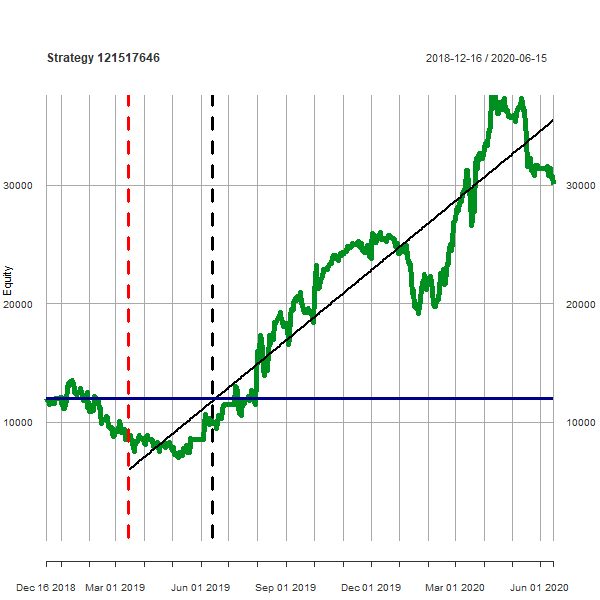 Strategy 121517646
2018-12-16 / 2020-06-15
30000
30000
Equity
20000
20000
10000
10000
Dec 16 2018
Mar 01 2019
Jun 01 2019
Sep 01 2019
Dec 01 2019
Mar 01 2020
Jun 01 2020